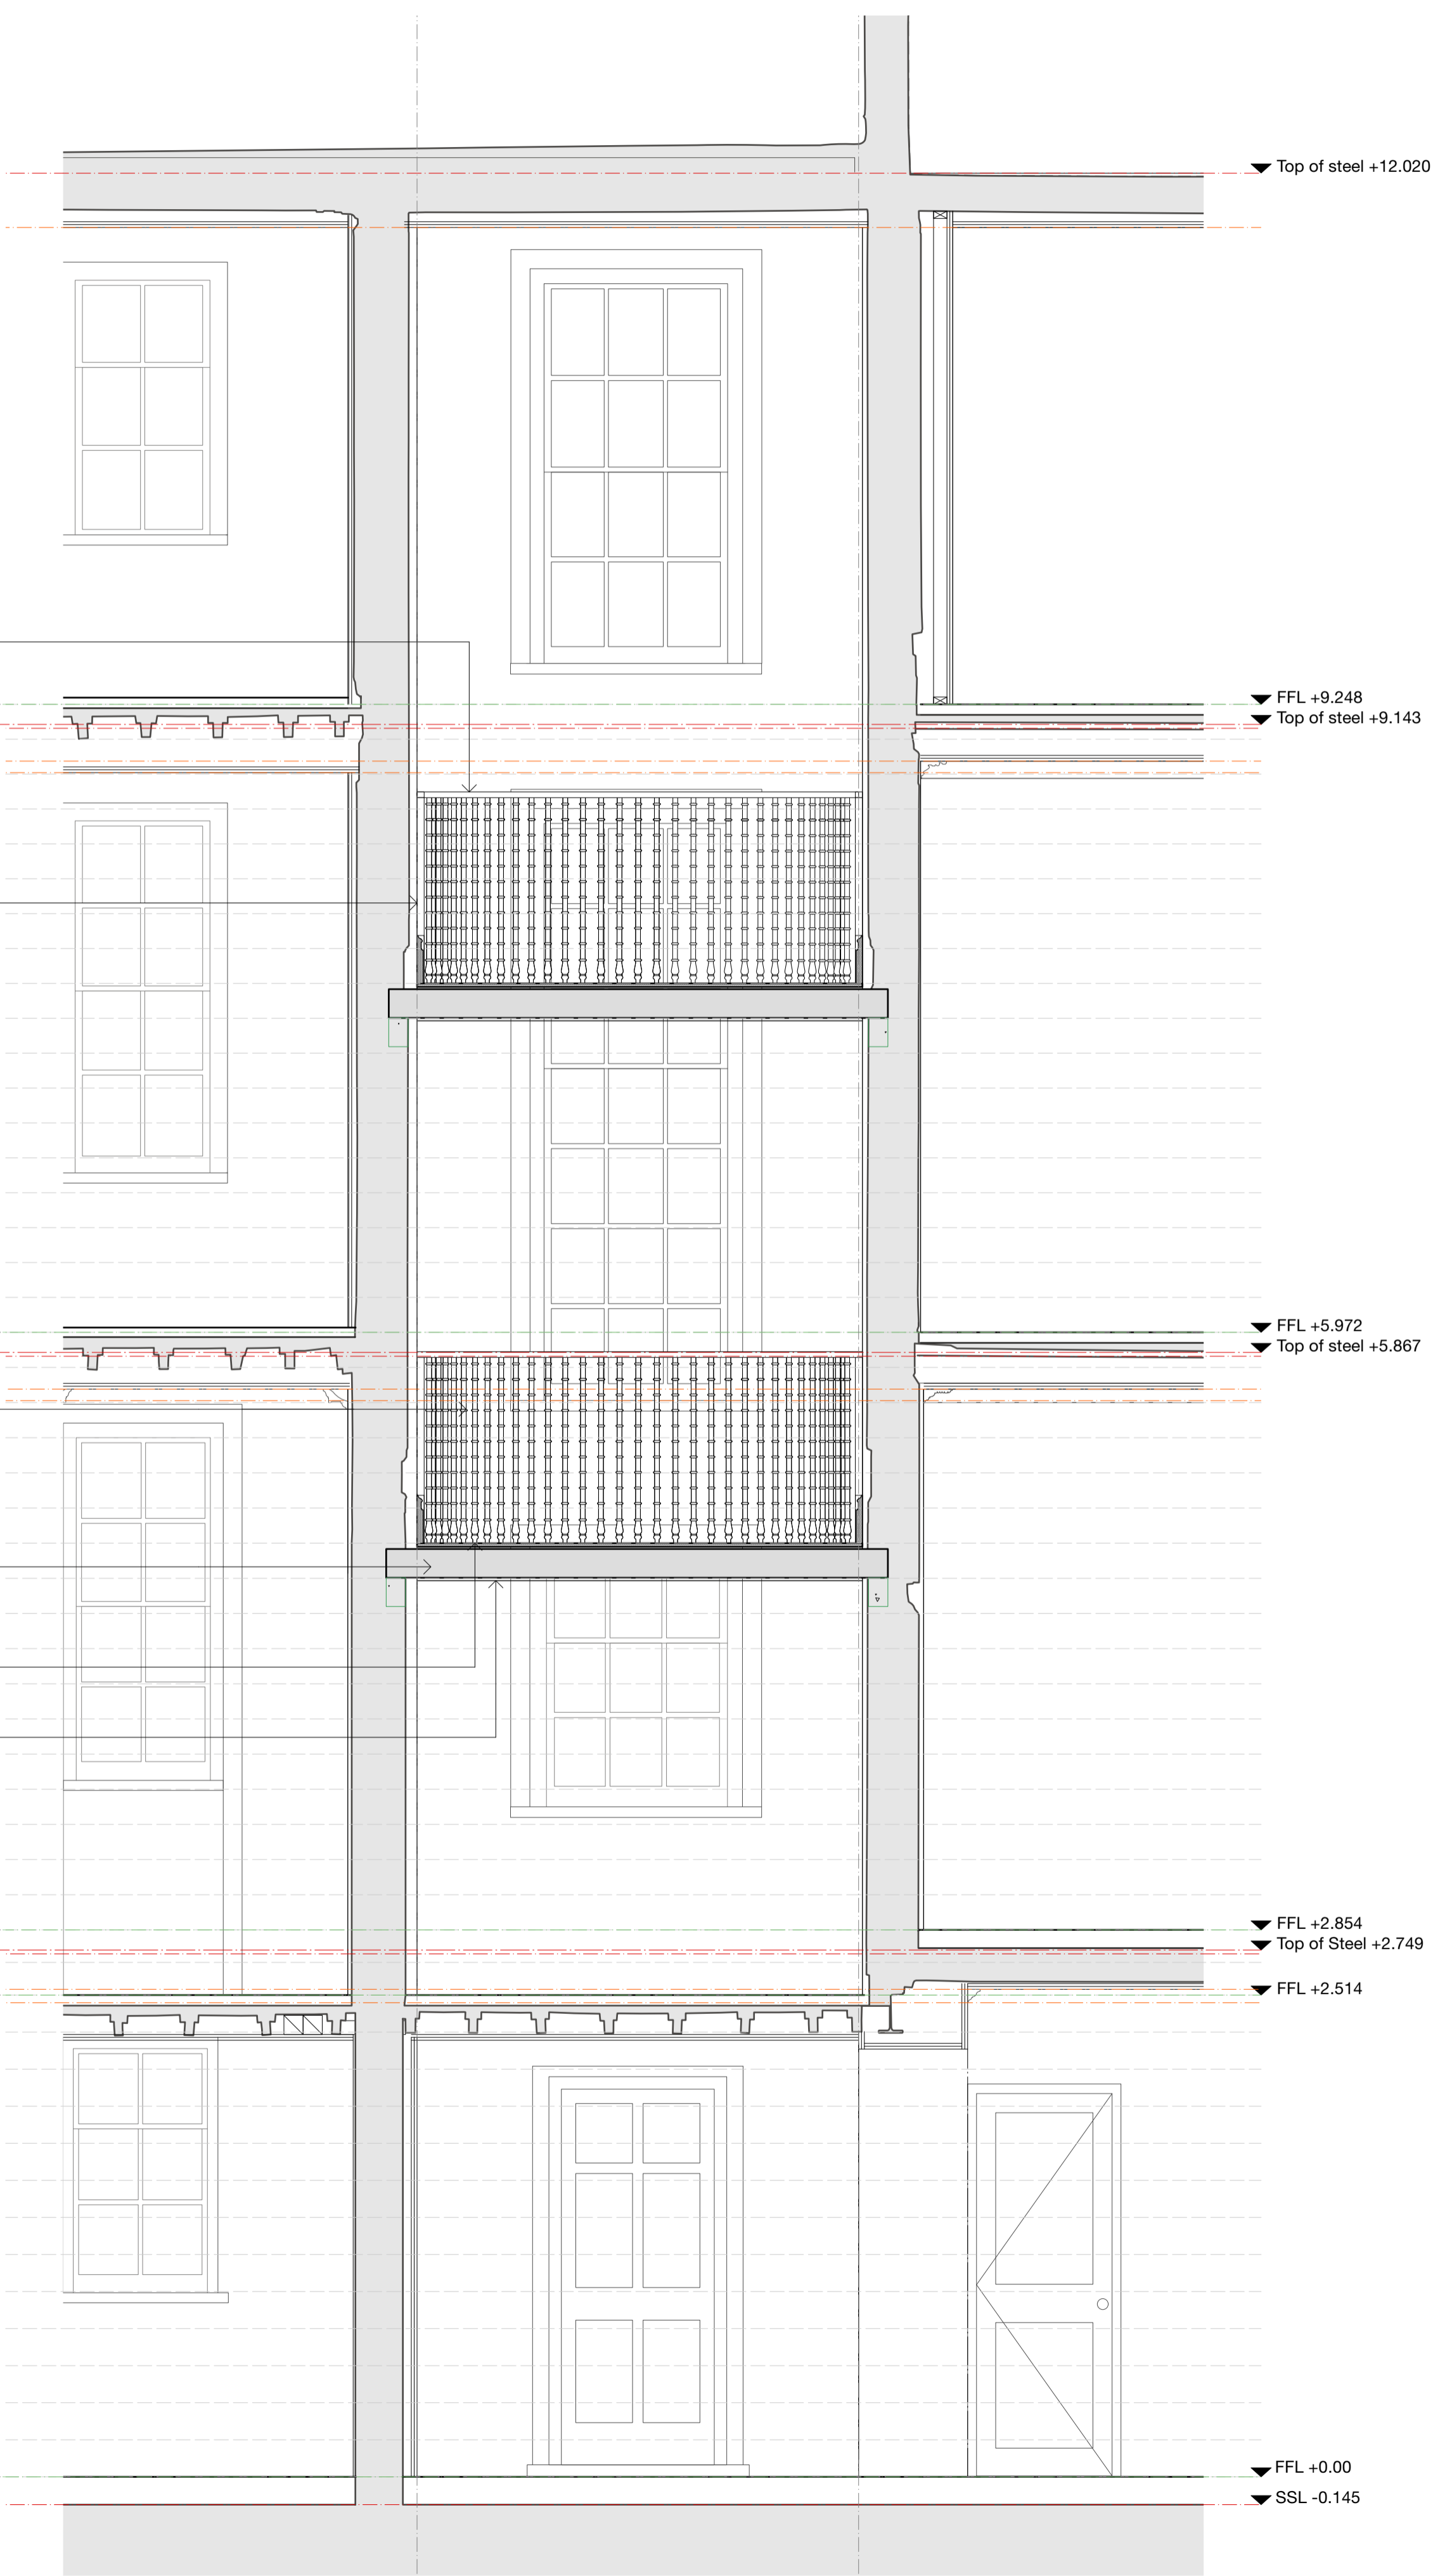 Top of steel +12.020
FFL +9.248
Top of steel +9.143
FFL +5.972
Top of steel +5.867
FFL +2.854
Top of Steel +2.749
FFL +2.514
FFL +0.00
SSL -0.145